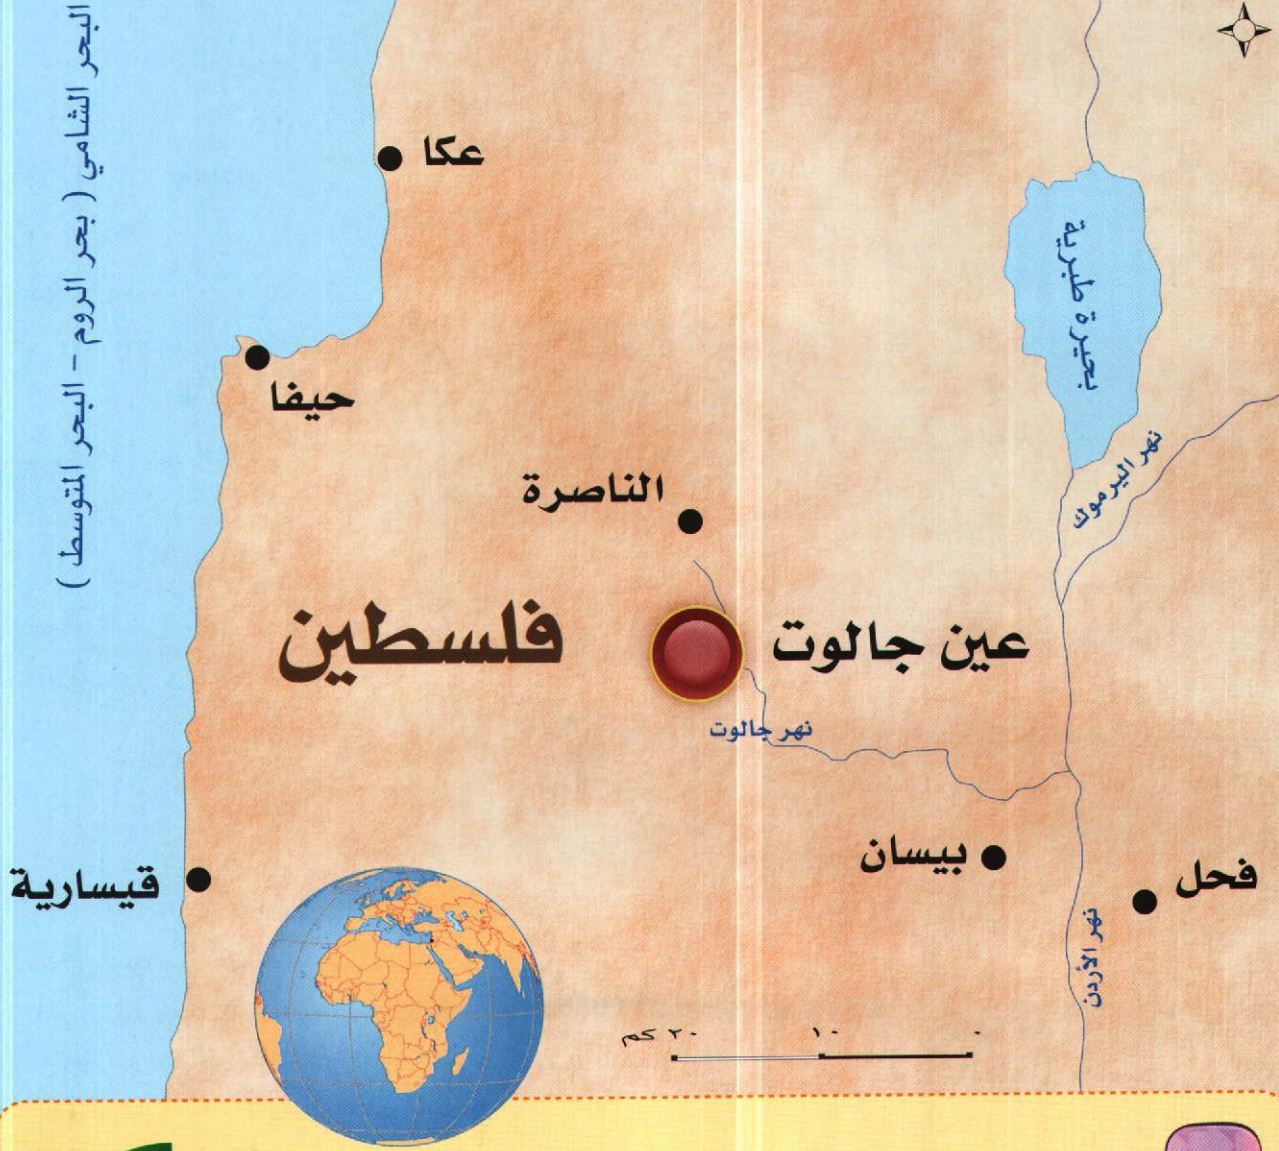 البحر الشامي ( بحر الروم - البحر المتوسط )
عكا
بحيرة طبرية
حيفا
نهر اليرموك
الناصرة
عين جالوت
فلسطين
نهر جالوت
بيسان
فحل
قيسارية
نهر الأردن
٠ ١٠ ٢٠ كم